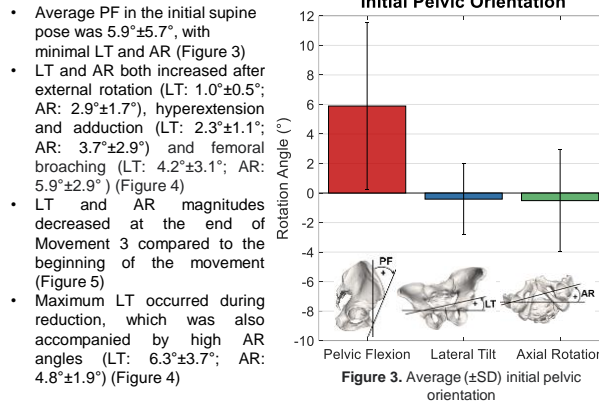 • Average PF in the initial supine
pose was 5.9°±5.7°, with
minimal LT and AR (Figure 3)
• LT and AR both increased after
external rotation (LT: 1.0°±0.5°;
AR: 2.9°±1.7°), hyperextension
and adduction (LT: 2.3°±1.1°;
AR: 3.7°±2.9°) and femoral
broaching (LT: 4.2°±3.1°; AR:
5.9°±2.9° ) (Figure 4)
• LT and AR magnitudes
decreased at the end of
Movement 3 compared to the
beginning of the movement
(Figure 5)
• Maximum LT occurred during
reduction, which was also
accompanied by high AR
angles (LT: 6.3°±3.7°; AR:
4.8°±1.9°) (Figure 4)
Initial Pelvic Orientation
Rotation Angle (°)
12
10
8
6
4
2
0
-2
-4
-6
-8
-10
PF
LT
AR
Pelvic Flexion Lateral Tilt Axial Rotation
Figure 3. Average (±SD) initial pelvic
orientation